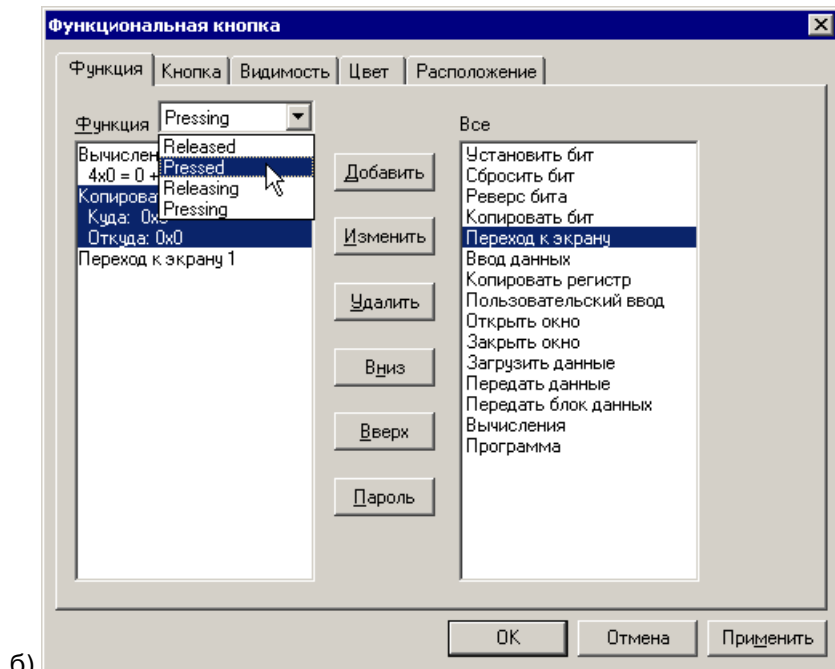 Функциональная кнопка
Функция Кнопка Видимость Цвет Расположение
Функция Pressing
Released
Pressed
Releasing
Pressing
4x0 = 0 +
Куда:
Откуда: 0x0
Переход к экрану 1
Добавить
Изменить
Удалить
Вниз
Вверх
Пароль
Все
Установить бит
Сбросить бит
Реверс бита
Копировать бит
Переход к экрану
Ввод данных
Копировать регистр
Пользовательский ввод
Открыть окно
Закрыть окно
Загрузить данные
Передать данные
Передать блок данных
Вычисления
Программа
OK Отмена Применить
б)